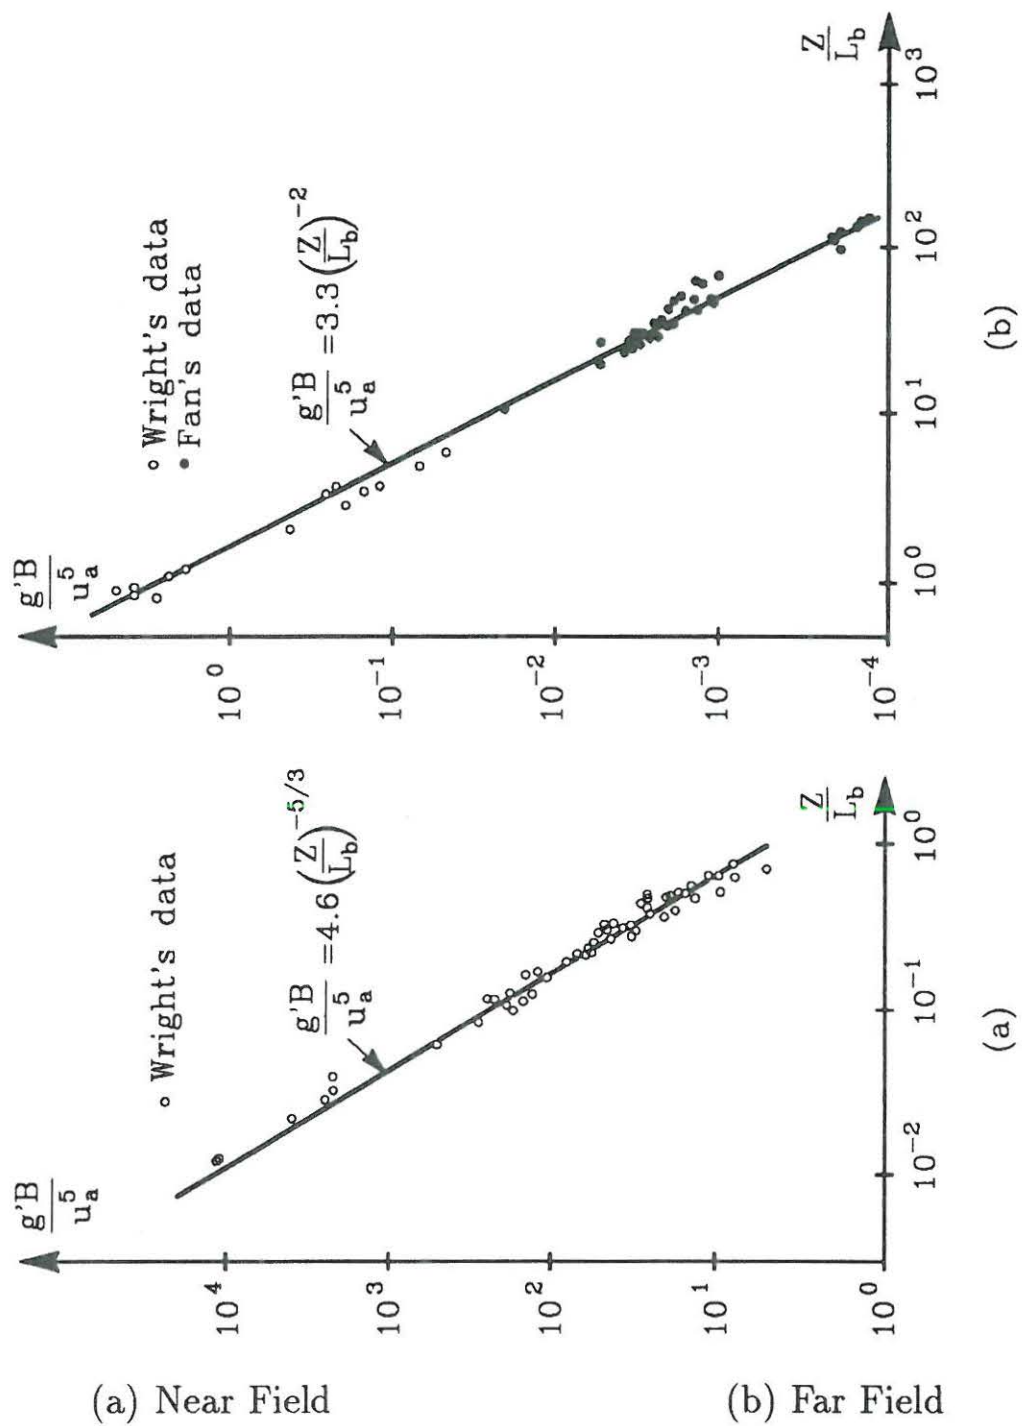 g'B
u_a^5
○ Wright's data
g'B/u_a^5 = 4.6 (Z/L_b)^{-5/3}
10^4
10^3
10^2
10^1
10^0
10^{-2}
10^{-1}
10^0
Z
L_b
(a)
g'B
u_a^5
○ Wright's data
● Fan's data
g'B/u_a^5 = 3.3 (Z/L_b)^{-2}
10^0
10^{-1}
10^{-2}
10^{-3}
10^{-4}
10^0
10^1
10^2
10^3
Z
L_b
(b)
(a) Near Field
(b) Far Field